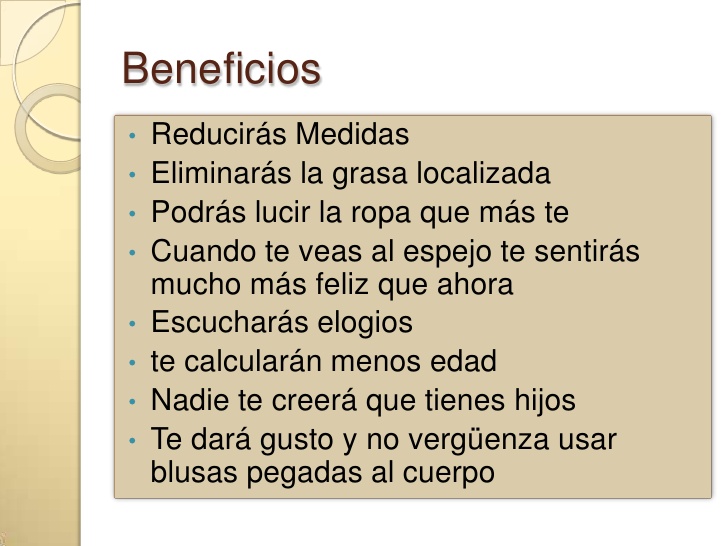 Beneficios
• Reducirás Medidas
• Eliminarás la grasa localizada
• Podrás lucir la ropa que más te
• Cuando te veas al espejo te sentirás
mucho más feliz que ahora
• Escucharás elogios
• te calcularán menos edad
• Nadie te creerá que tienes hijos
• Te dará gusto y no vergüenza usar
blusas pegadas al cuerpo